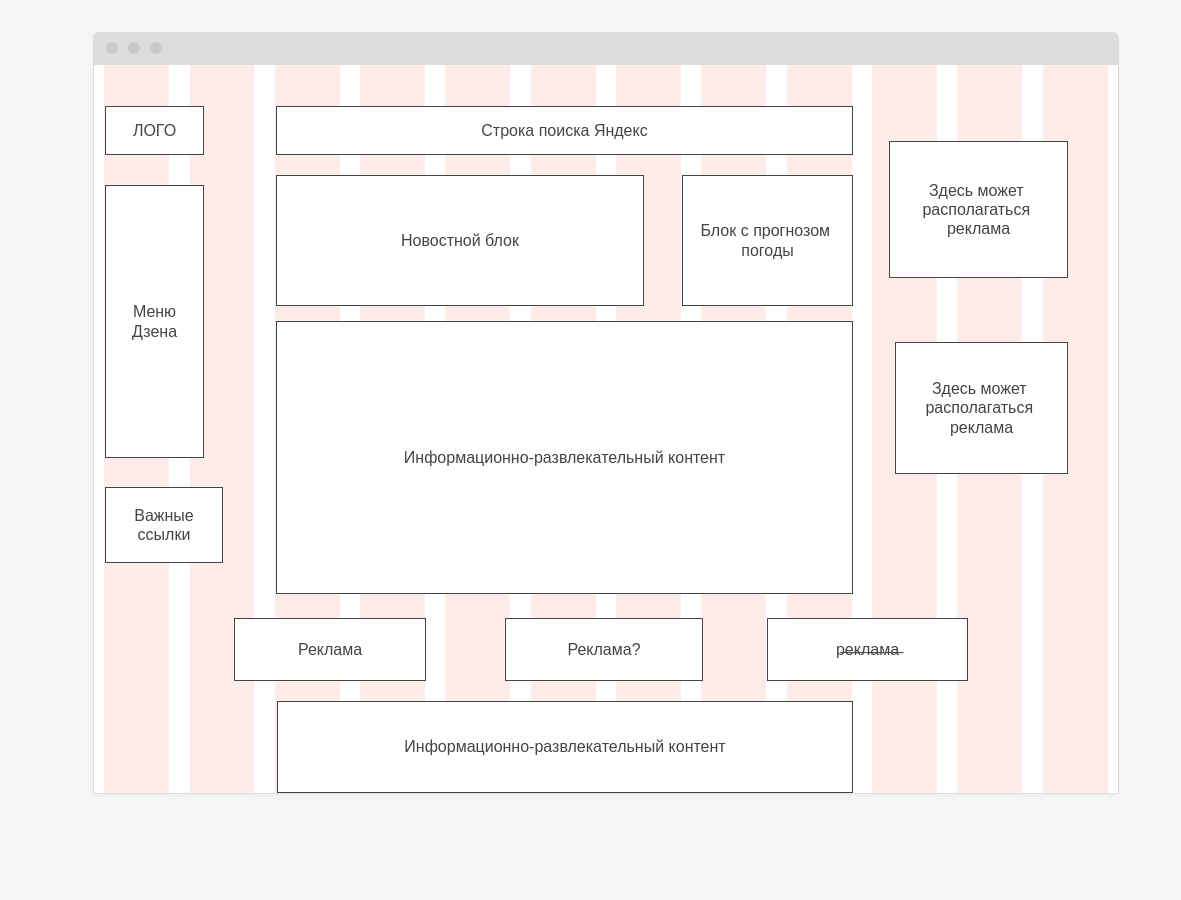 ЛОГО
Строка поиска Яндекс
Здесь может
располагаться
реклама
Новостной блок
Блок с прогнозом
погоды
Меню
Дзена
Здесь может
располагаться
реклама
Информационно-развлекательный контент
Важные
ссылки
Реклама
Реклама?
реклама
Информационно-развлекательный контент